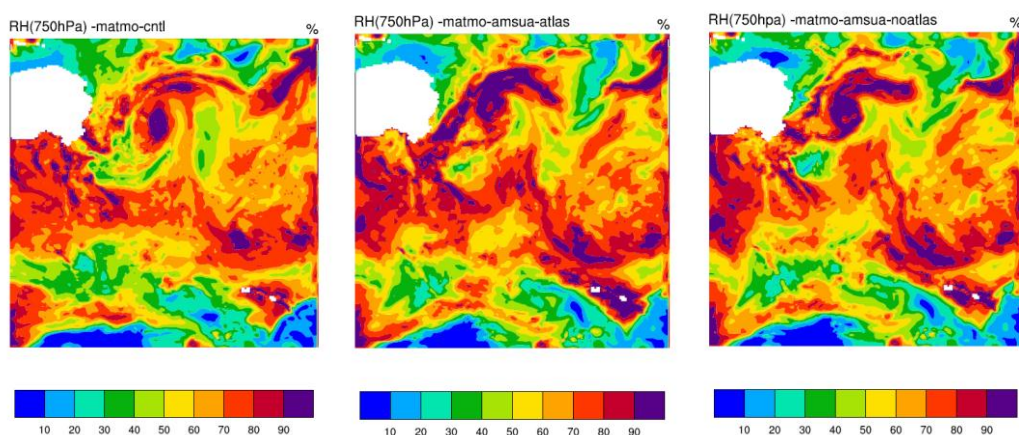 RH(750hPa) -matmo-cntl %
RH(750hPa) -matmo-amsua-atlas %
RH(750hpa) -matmo-amsua-noatlas %
10 20 30 40 50 60 70 80 90
10 20 30 40 50 60 70 80 90
10 20 30 40 50 60 70 80 90